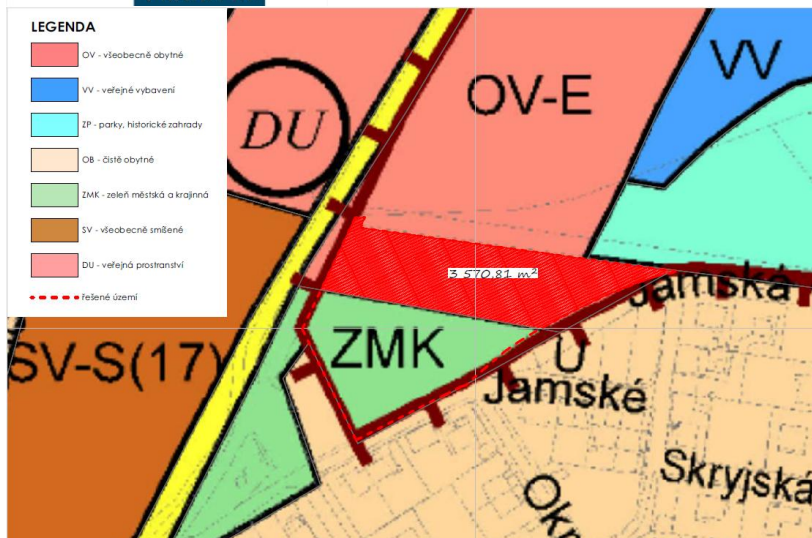 LEGENDA
OV - všeobecně obytné
VV - veřejné vybavení
ZP - parky, historické zahrady
OB - čistě obytné
ZMK - zeleň městská a krajinná
SV - všeobecně smíšené
DU - veřejná prostranství
řešené území
DU
OV-E
VV
3 570,81 m²
Jamská
ZMK
SV-S(17)
U
Jamské
Skryjská